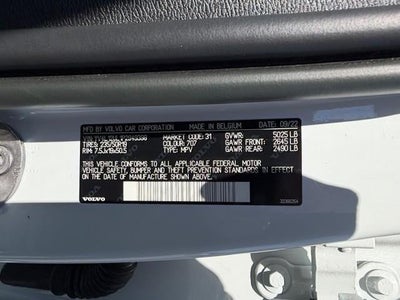 MFD BY VOLVO CAR CORPORATION MADE IN BELGIUM DATE: 09/22
MARKET CODE: 31 GVWR: 5025 LB
TIRES: 235/50R19 COLOUR: 707 GAWR FRONT: 2645 LB
RIM: 7.5Jx19x50.5 TYPE: MPV GAWR REAR: 2490 LB
THIS VEHICLE CONFORMS TO ALL APPLICABLE FEDERAL MOTOR
VEHICLE SAFETY, BUMPER AND THEFT PREVENTION STANDARDS IN EFFECT ON
THE DATE OF MANUFACTURE SHOWN ABOVE.
VOLVO